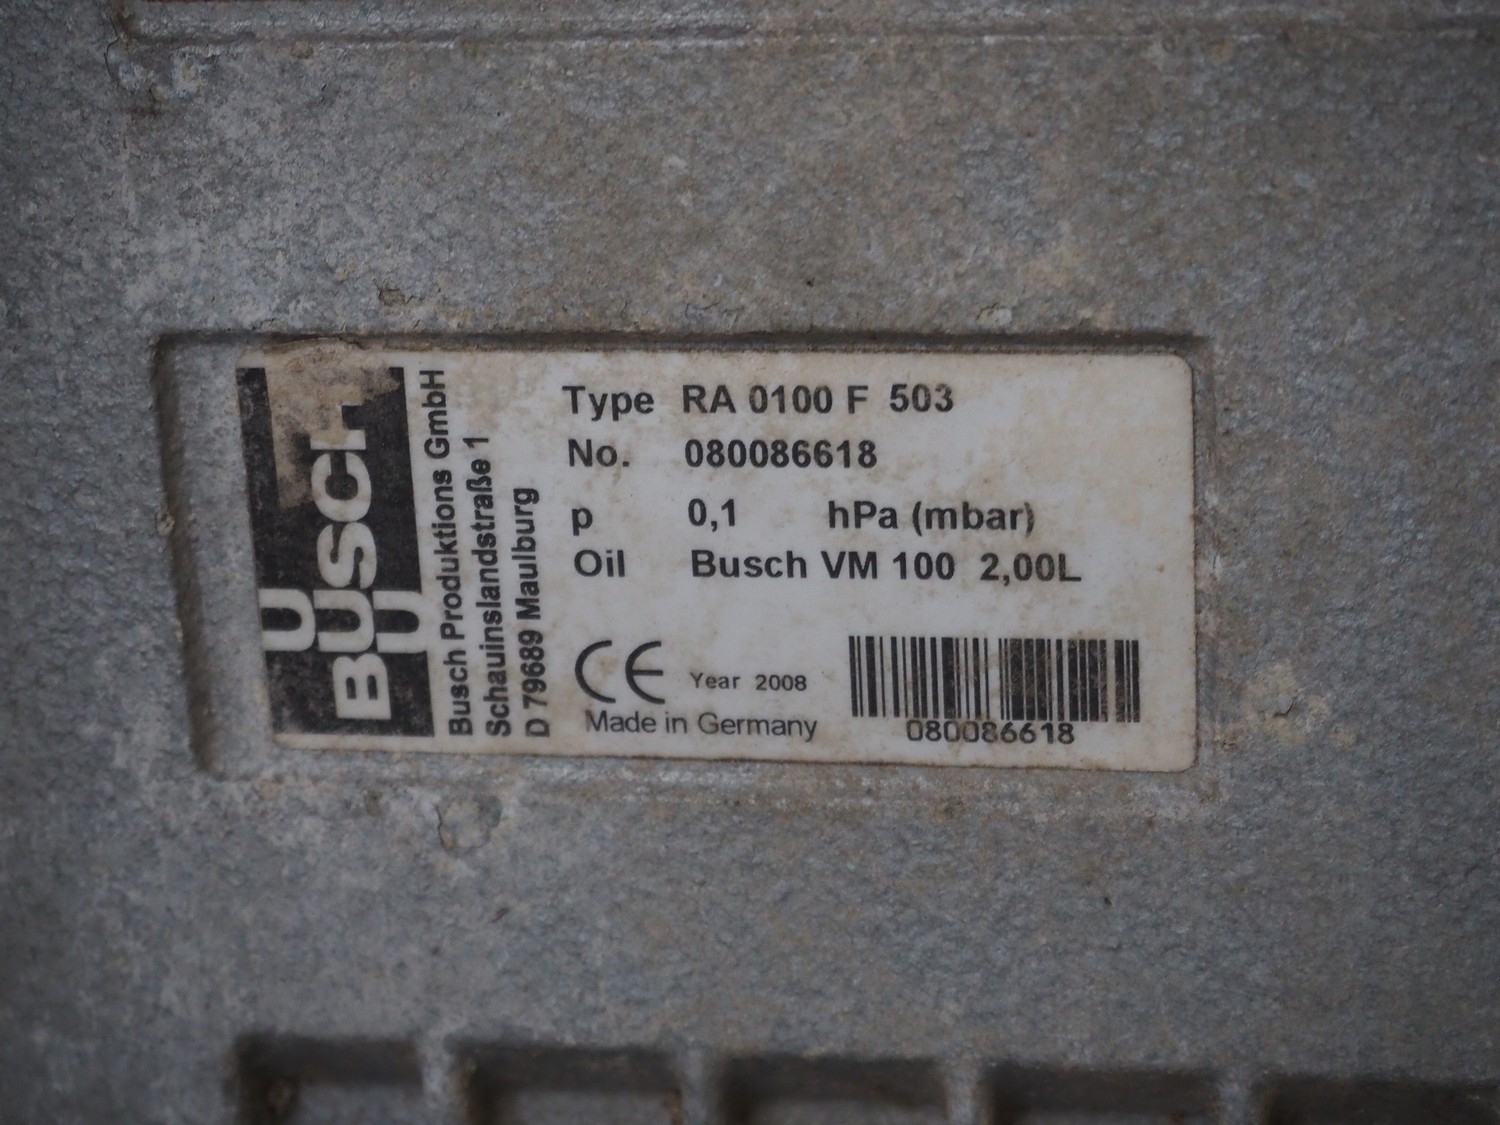 U
BUSCH
U
Busch Produktions GmbH
Schauinslandstraße 1
D 79689 Maulburg
Type RA 0100 F 503
No. 080086618
p 0,1 hPa (mbar)
Oil Busch VM 100 2,00L
CE Year 2008
Made in Germany
080086618